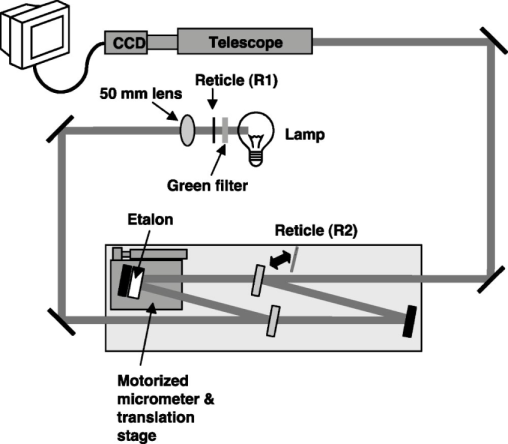 CCD
Telescope
Reticle (R1)
50 mm lens
Lamp
Green filter
Etalon
Reticle (R2)
Motorized
micrometer &
translation
stage